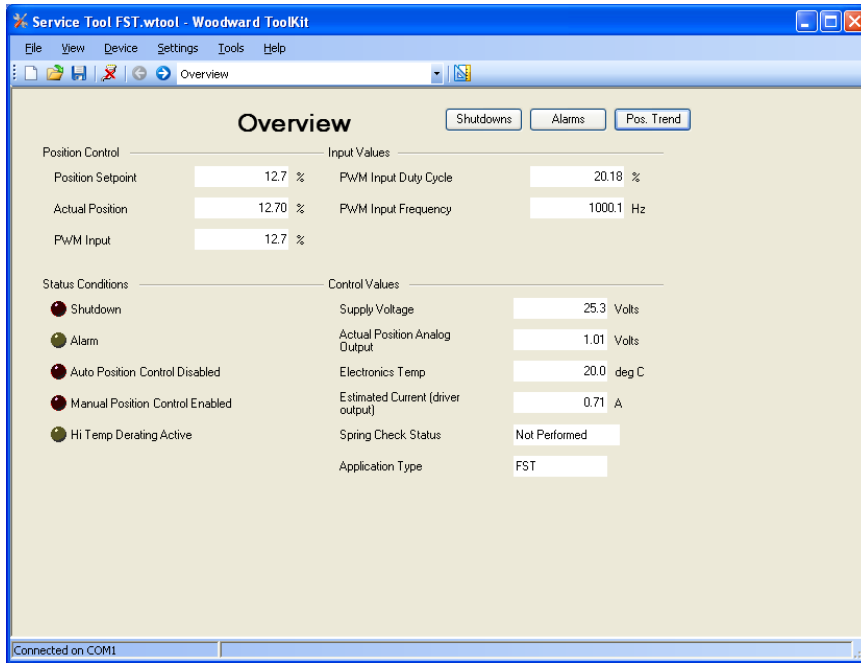 Service Tool FST.wtool - Woodward ToolKit
File View Device Settings Tools Help
Overview
Overview
Shutdowns Alarms Pos. Trend
Position Control
Position Setpoint 12.7 %
Actual Position 12.70 %
PWM Input 12.7 %
Input Values
PWM Input Duty Cycle 20.18 %
PWM Input Frequency 1000.1 Hz
Status Conditions
Shutdown
Alarm
Auto Position Control Disabled
Manual Position Control Enabled
Hi Temp Derating Active
Control Values
Supply Voltage 25.3 Volts
Actual Position Analog
Output 1.01 Volts
Electronics Temp 20.0 deg C
Estimated Current (driver
output) 0.71 A
Spring Check Status Not Performed
Application Type FST
Connected on COM1